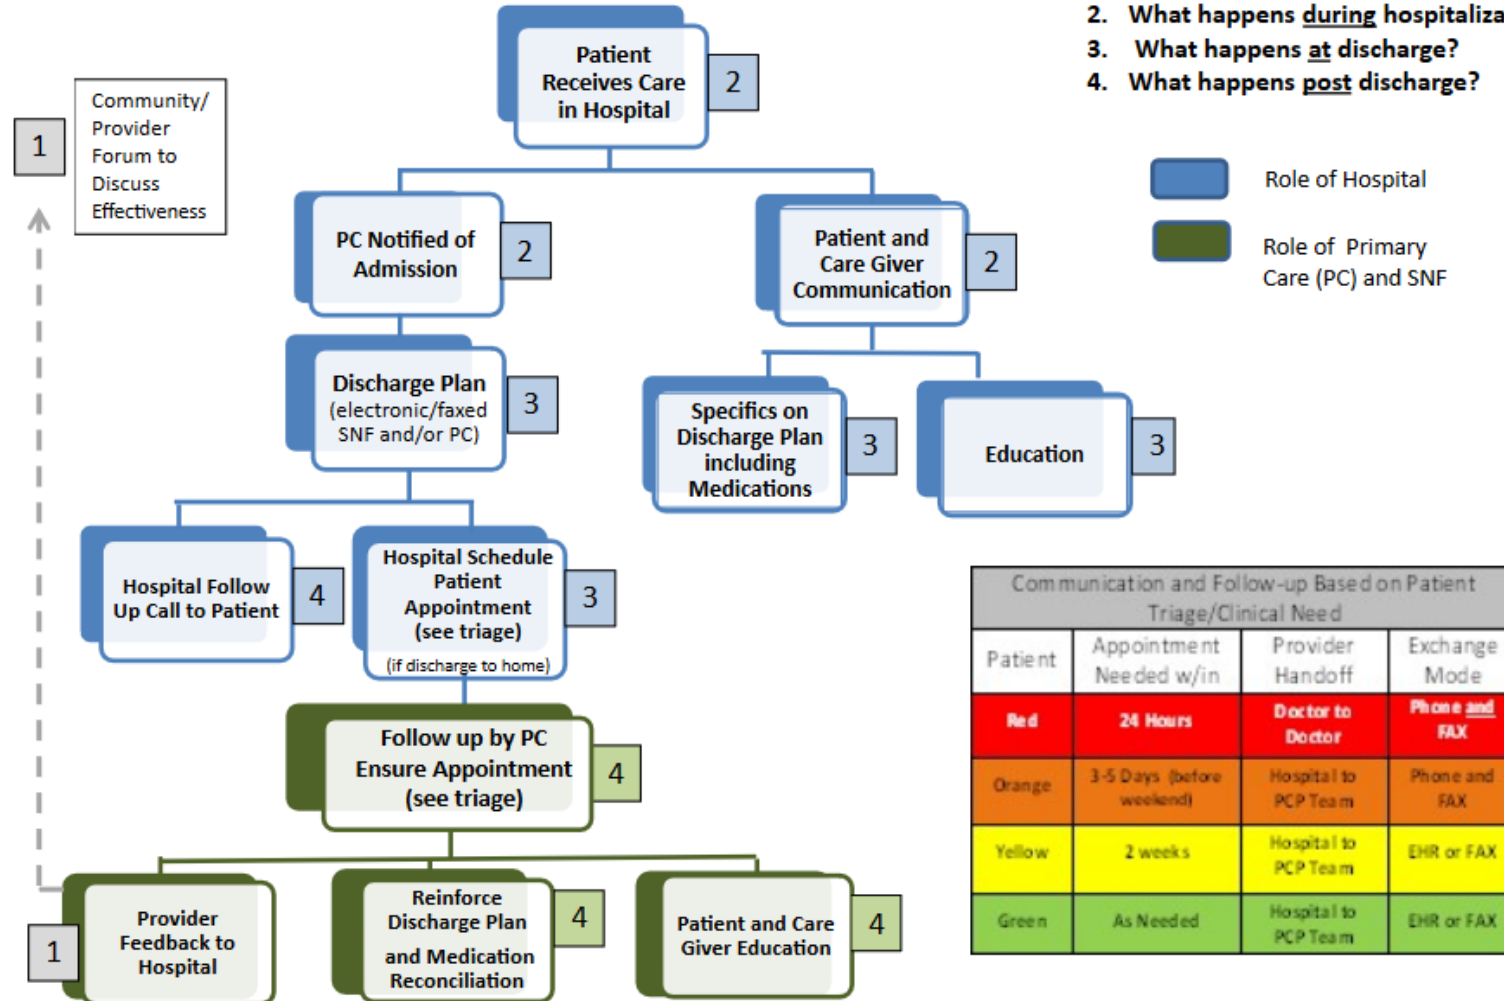 2. What happens during hospitaliza
3. What happens at discharge?
4. What happens post discharge?
Patient
Receives Care
in Hospital
2
1
Community/
Provider
Forum to
Discuss
Effectiveness
Role of Hospital
Role of Primary
Care (PC) and SNF
PC Notified of
Admission
2
Patient and
Care Giver
Communication
2
Discharge Plan
(electronic/faxed
SNF and/or PC)
3
Specifics on
Discharge Plan
including
Medications
3
Education
3
Hospital Follow
Up Call to Patient
4
Hospital Schedule
Patient
Appointment
(see triage)
(if discharge to home)
3
Follow up by PC
Ensure Appointment
(see triage)
4
Provider
Feedback to
Hospital
1
Reinforce
Discharge Plan
and Medication
Reconciliation
4
Patient and Care
Giver Education
4
Communication and Follow-up Based on Patient
Triage/Clinical Need
Patient
Appointment
Needed w/in
Provider
Handoff
Exchange
Mode
Red
24 Hours
Doctor to
Doctor
Phone and
FAX
Orange
3-5 Days (before
weekend)
Hospital to
PCP Team
Phone and
FAX
Yellow
2 weeks
Hospital to
PCP Team
EHR or FAX
Green
As Needed
Hospital to
PCP Team
EHR or FAX